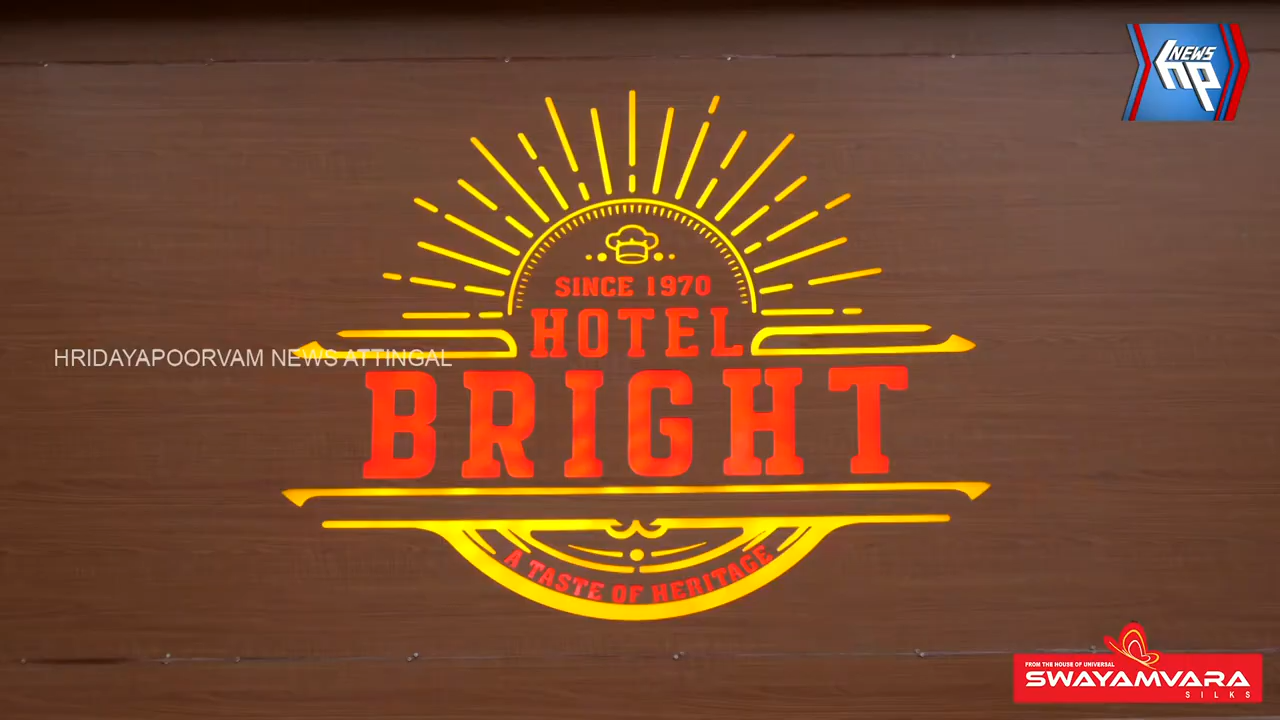 NEWS
hp
SINCE 1970
HOTEL
HRIDAYAPOORVAM NEWS ATTINGAL
BRIGHT
A TASTE OF HERITAGE
FROM THE HOUSE OF UNIVERSAL
SWAYAMVARA
SILKS